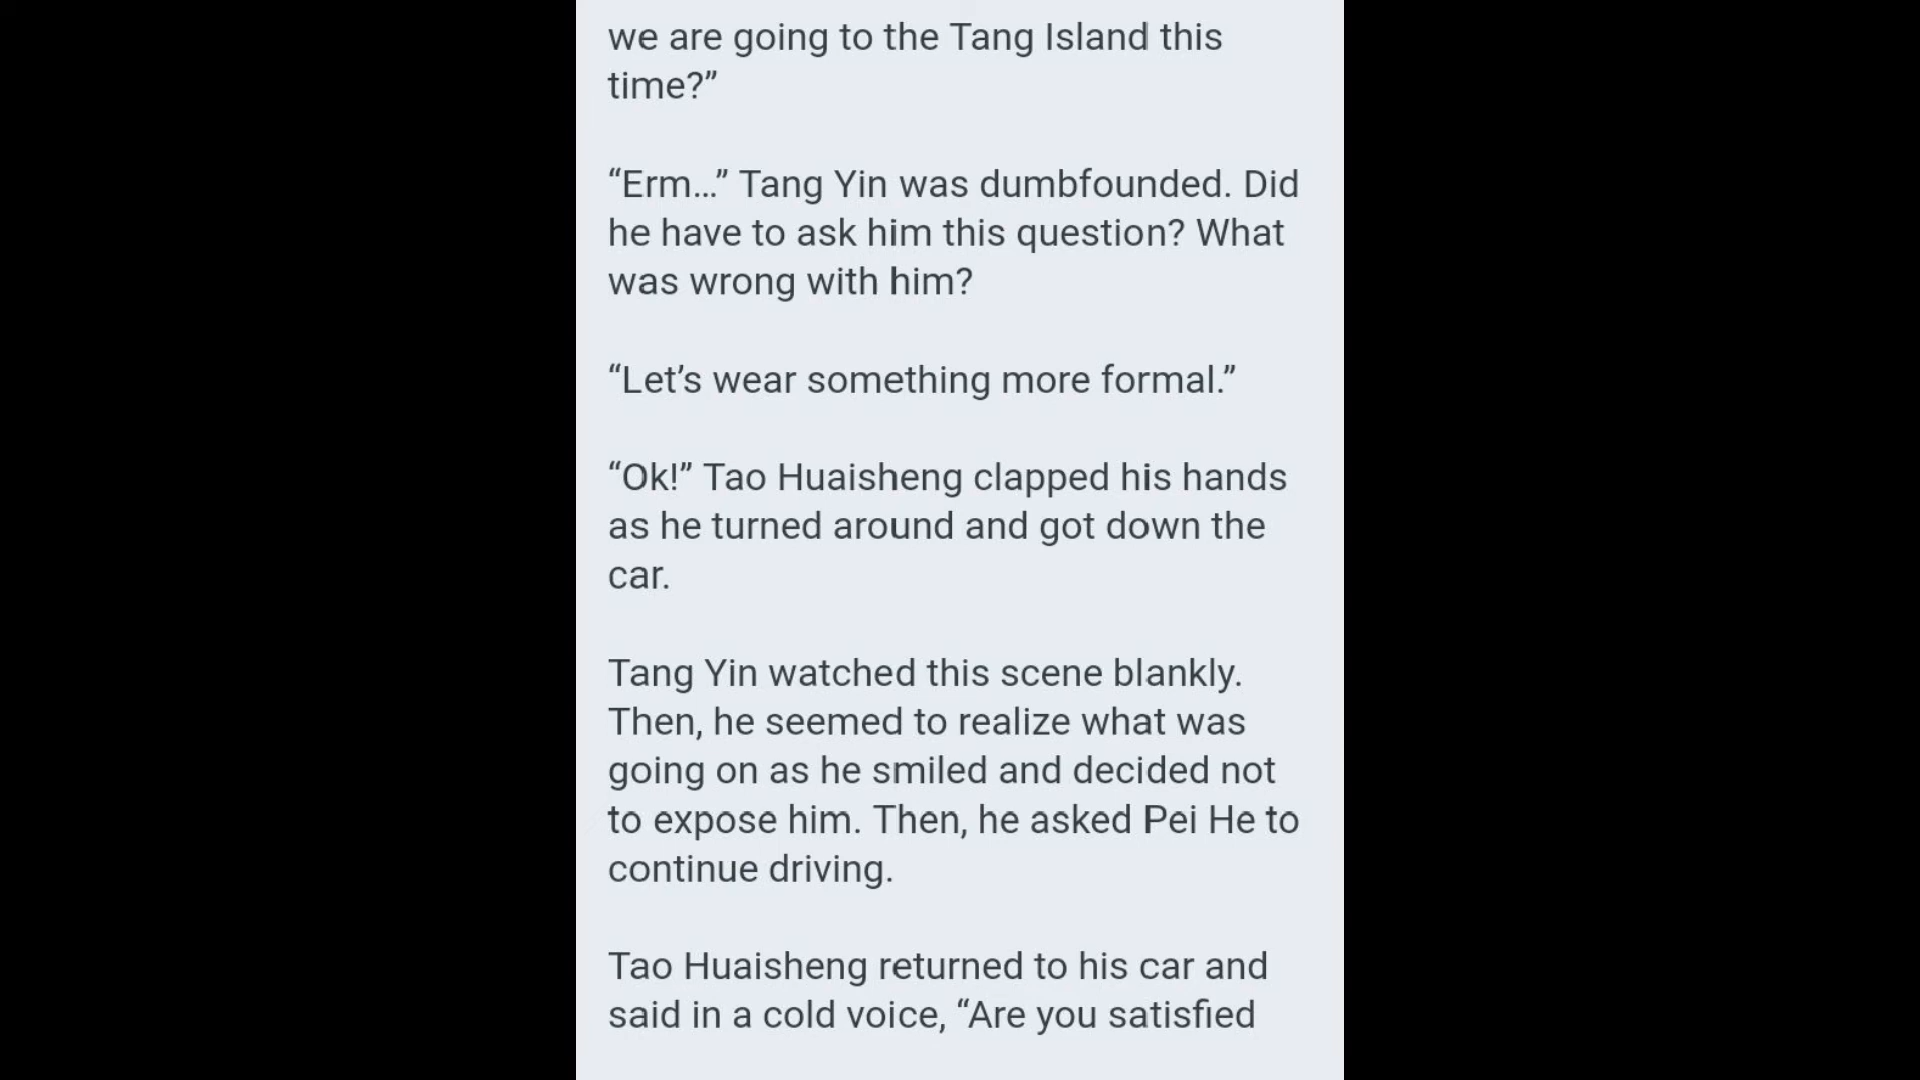 we are going to the Tang Island this
time?”
“Erm…” Tang Yin was dumbfounded. Did
he have to ask him this question? What
was wrong with him?
“Let’s wear something more formal.”
“Ok!” Tao Huaisheng clapped his hands
as he turned around and got down the
car.
Tang Yin watched this scene blankly.
Then, he seemed to realize what was
going on as he smiled and decided not
to expose him. Then, he asked Pei He to
continue driving.
Tao Huaisheng returned to his car and
said in a cold voice, “Are you satisfied